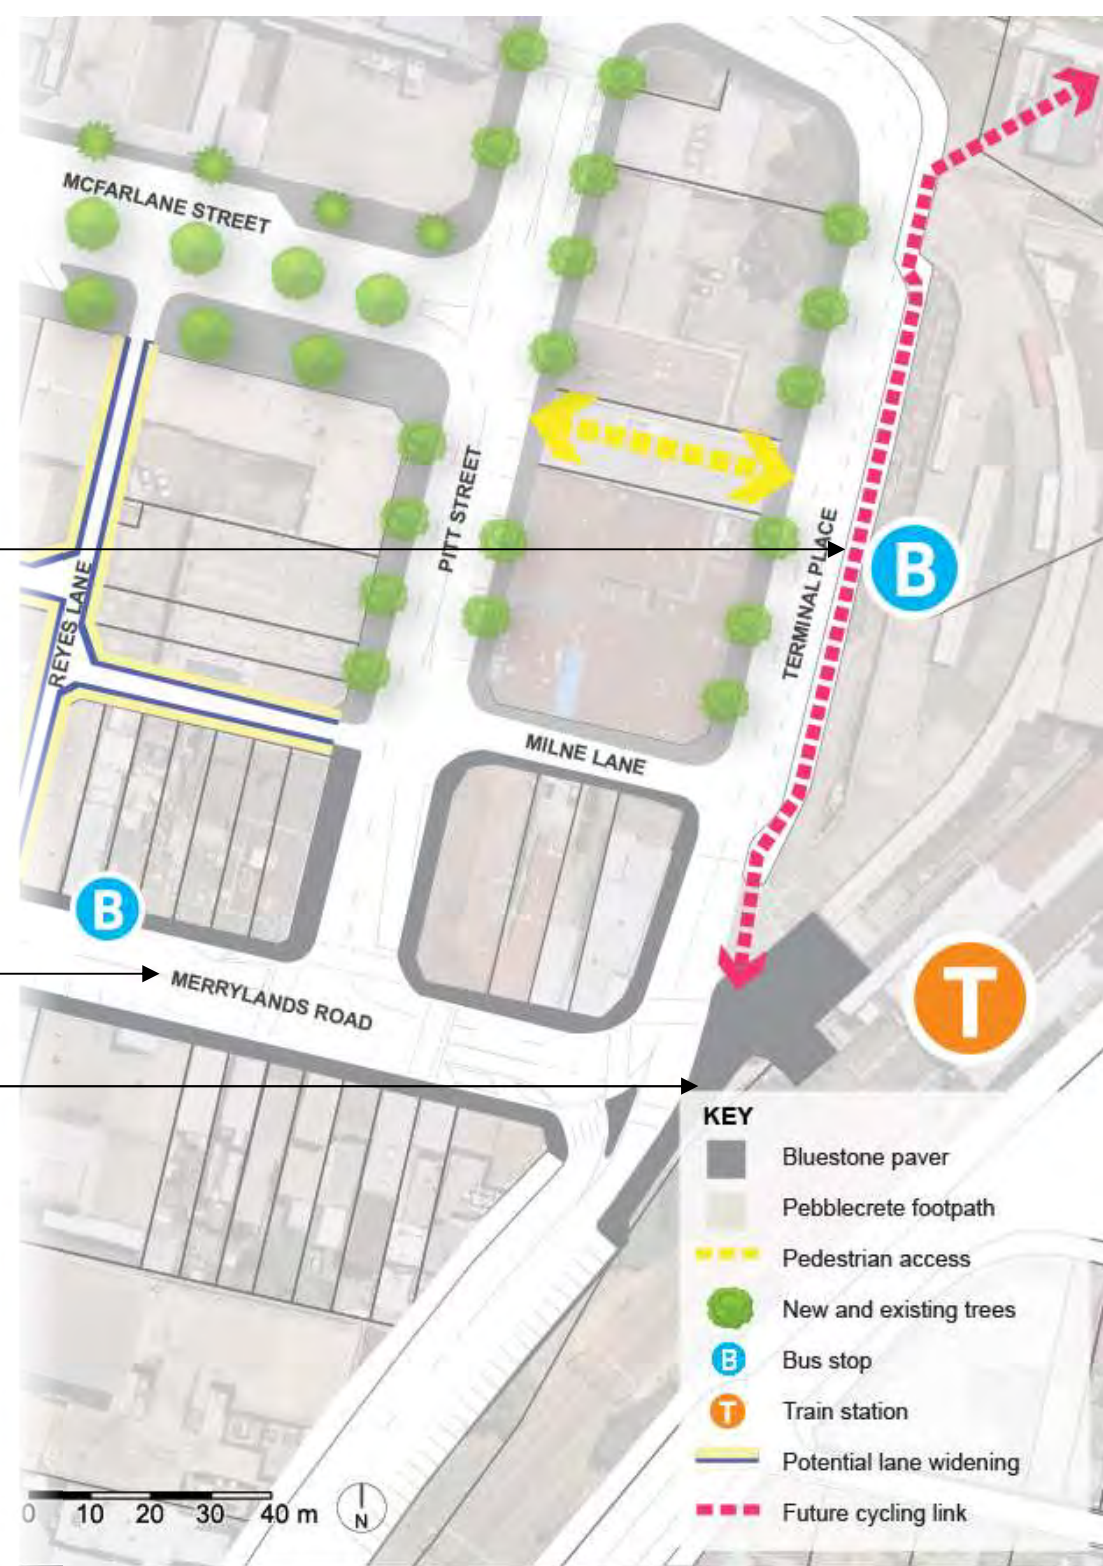 MCFARLANE STREET
PITT STREET
B
REYES LANE
TERMINAL PLACE
MILNE LANE
B
MERRYLANDS ROAD
T
KEY
Bluestone paver
Pebblecrete footpath
Pedestrian access
New and existing trees
B Bus stop
T Train station
Potential lane widening
Future cycling link
0 10 20 30 40 m
N